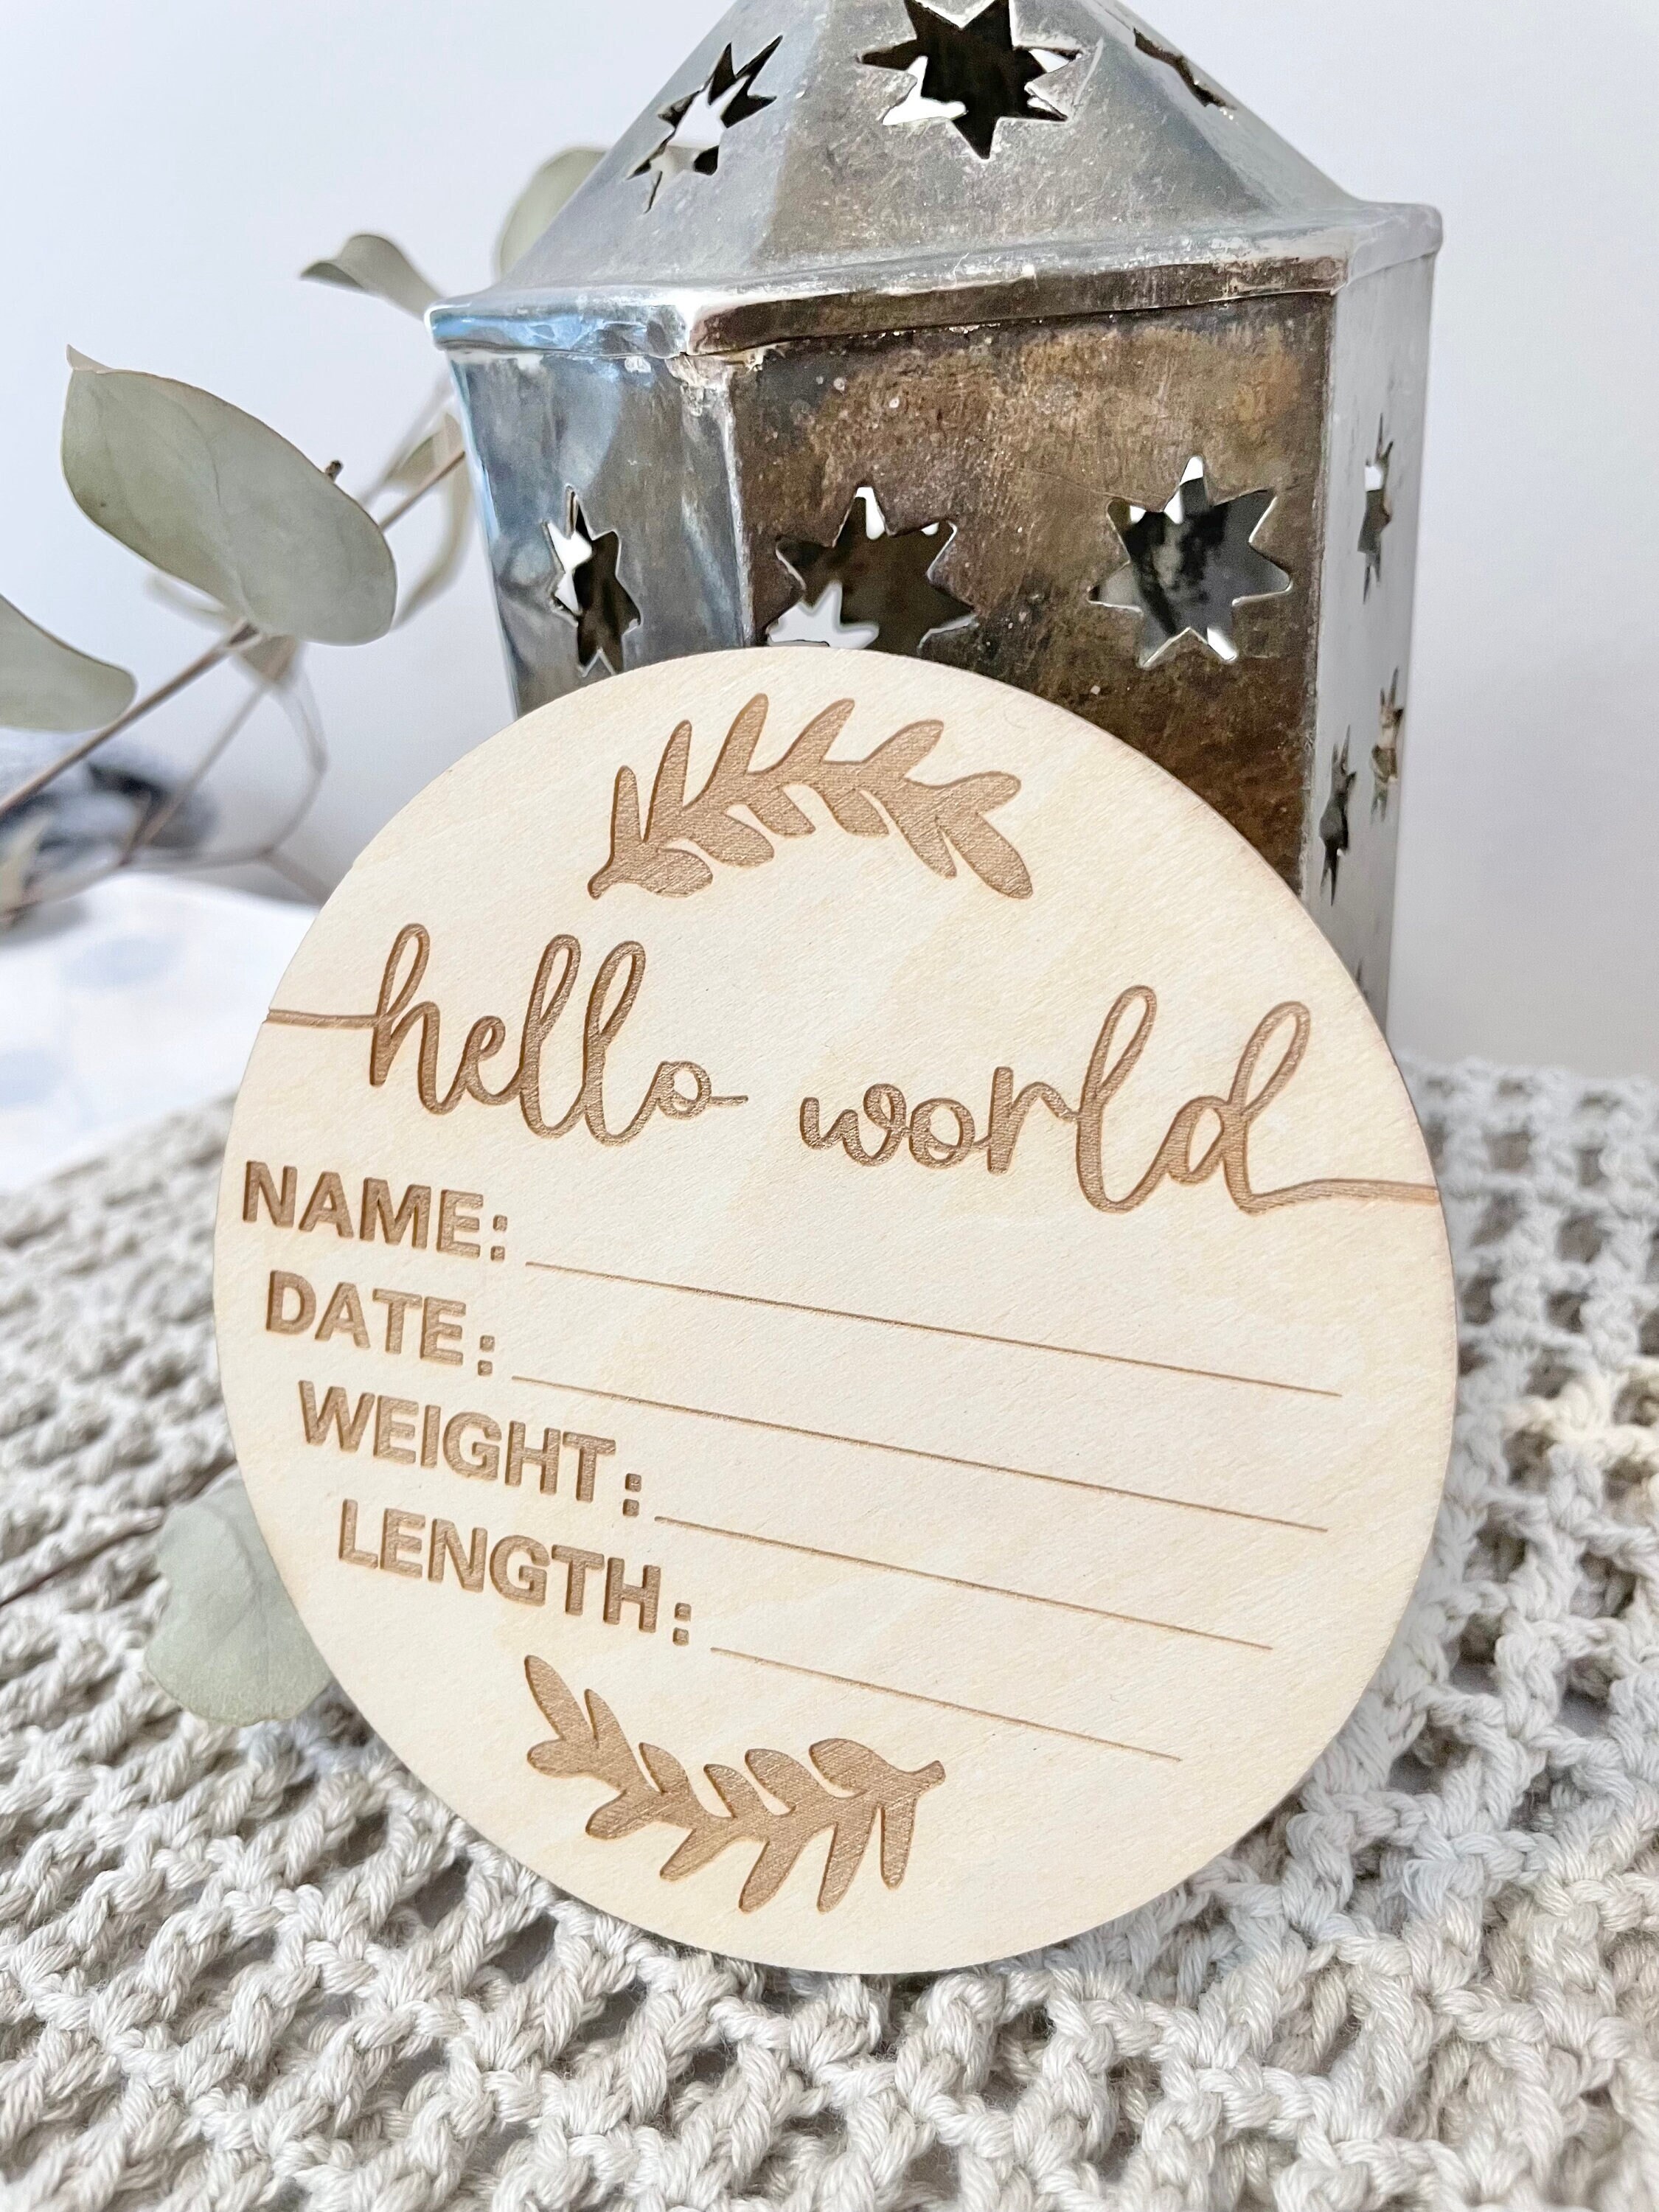 hello world
NAME:
DATE:
WEIGHT:
LENGTH: